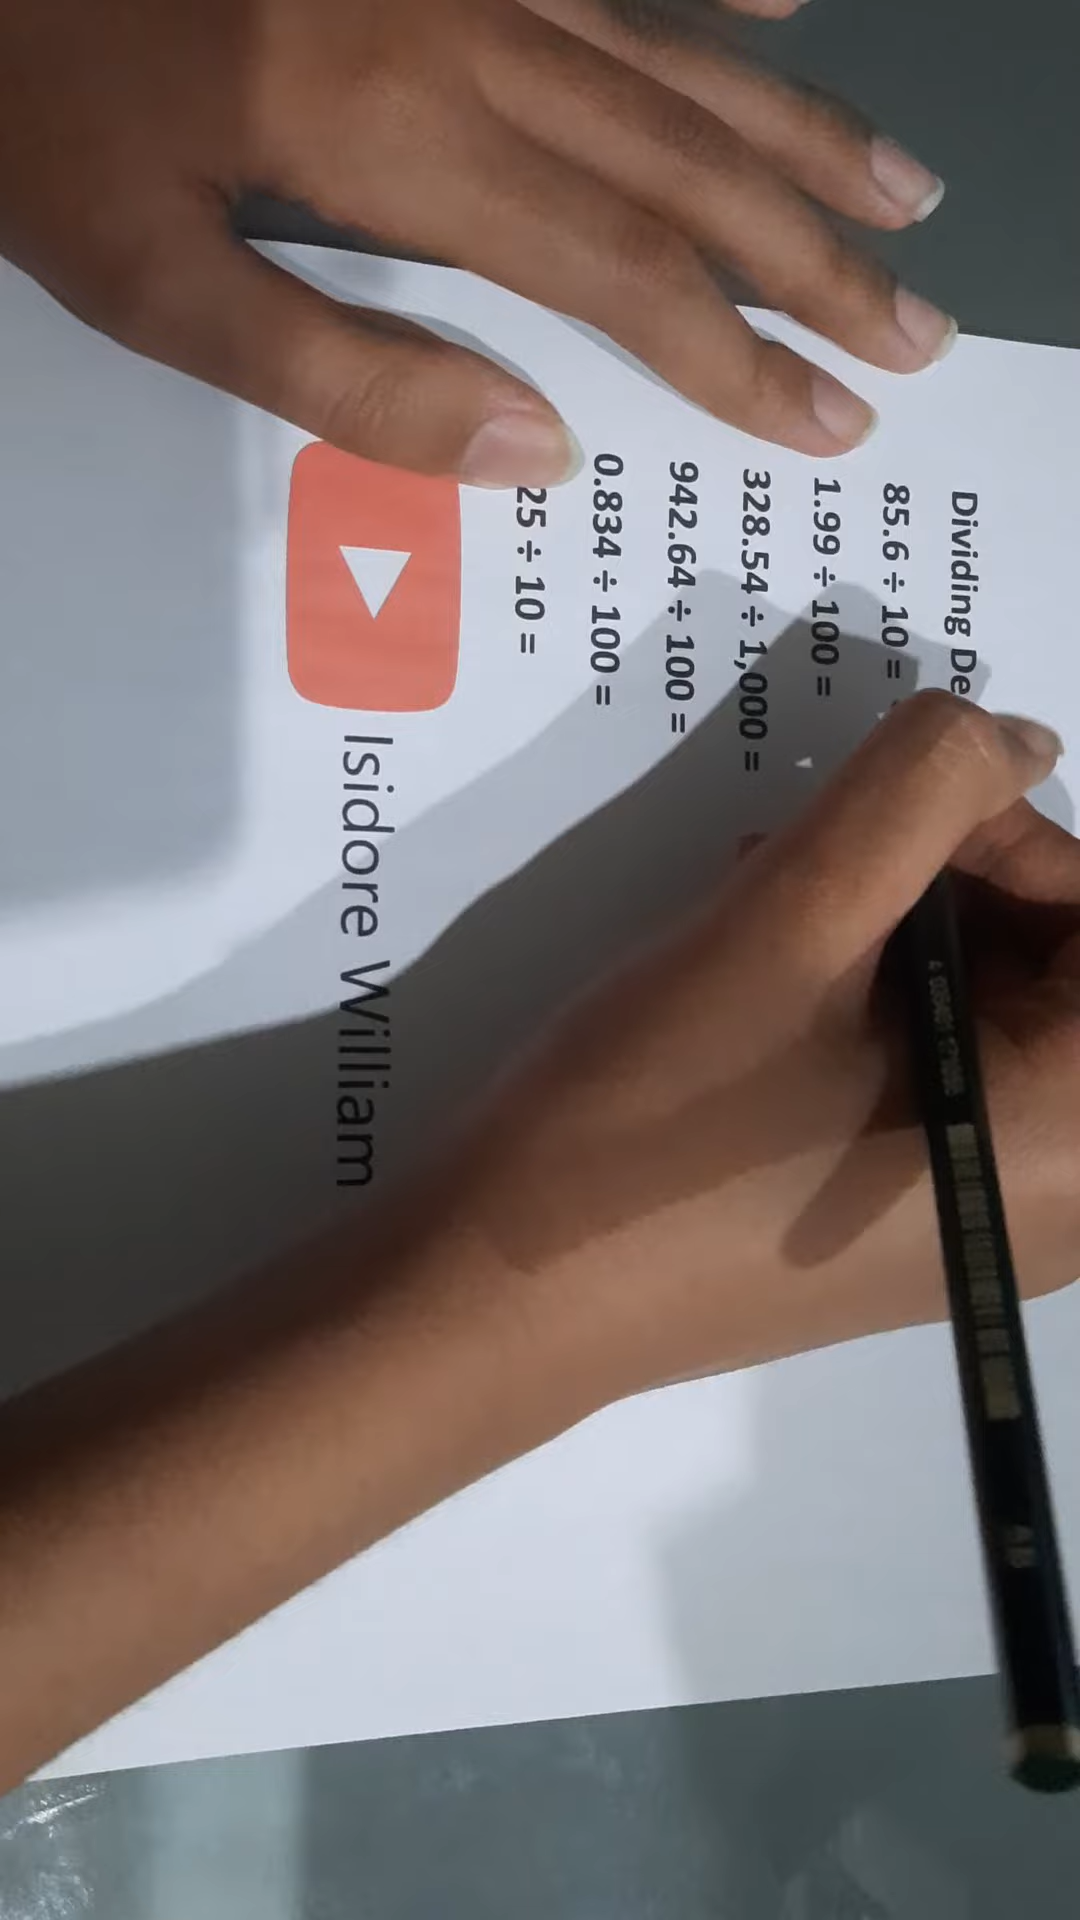 Dividing De
85.6 ÷ 10 =
1.99 ÷ 100 =
328.54 ÷ 1,000 =
942.64 ÷ 100 =
0.834 ÷ 100 =
25 ÷ 10 =
Isidore William